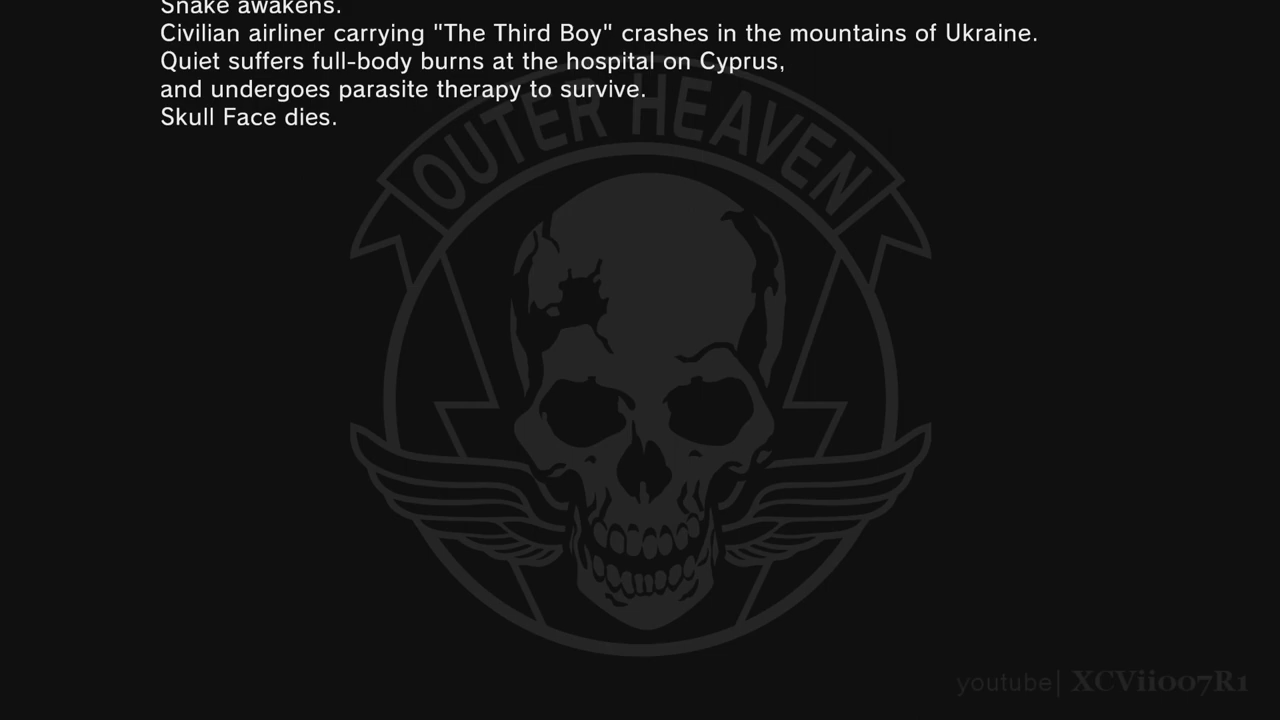 Snake awakens.
Civilian airliner carrying "The Third Boy" crashes in the mountains of Ukraine.
Quiet suffers full-body burns at the hospital on Cyprus,
and undergoes parasite therapy to survive.
Skull Face dies.
OUTER HEAVEN
youtube| XCVii007R1